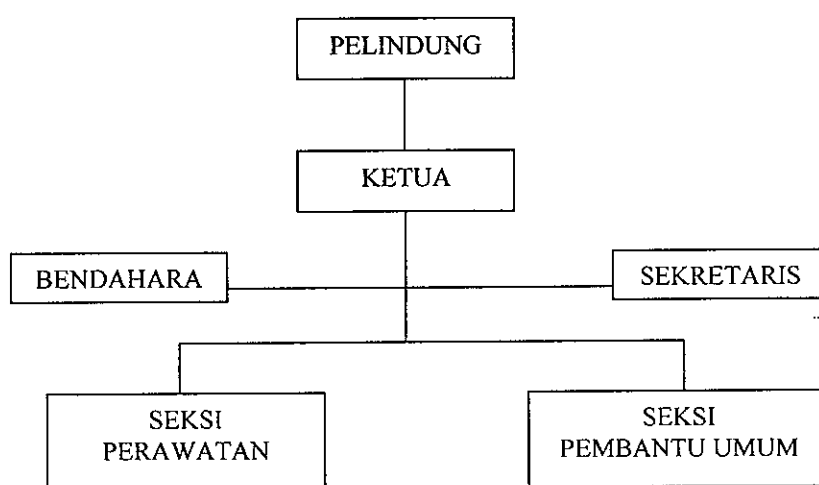 PELINDUNG
KETUA
BENDAHARA
SEKRETARIS
SEKSI
PERAWATAN
SEKSI
PEMBANTU UMUM